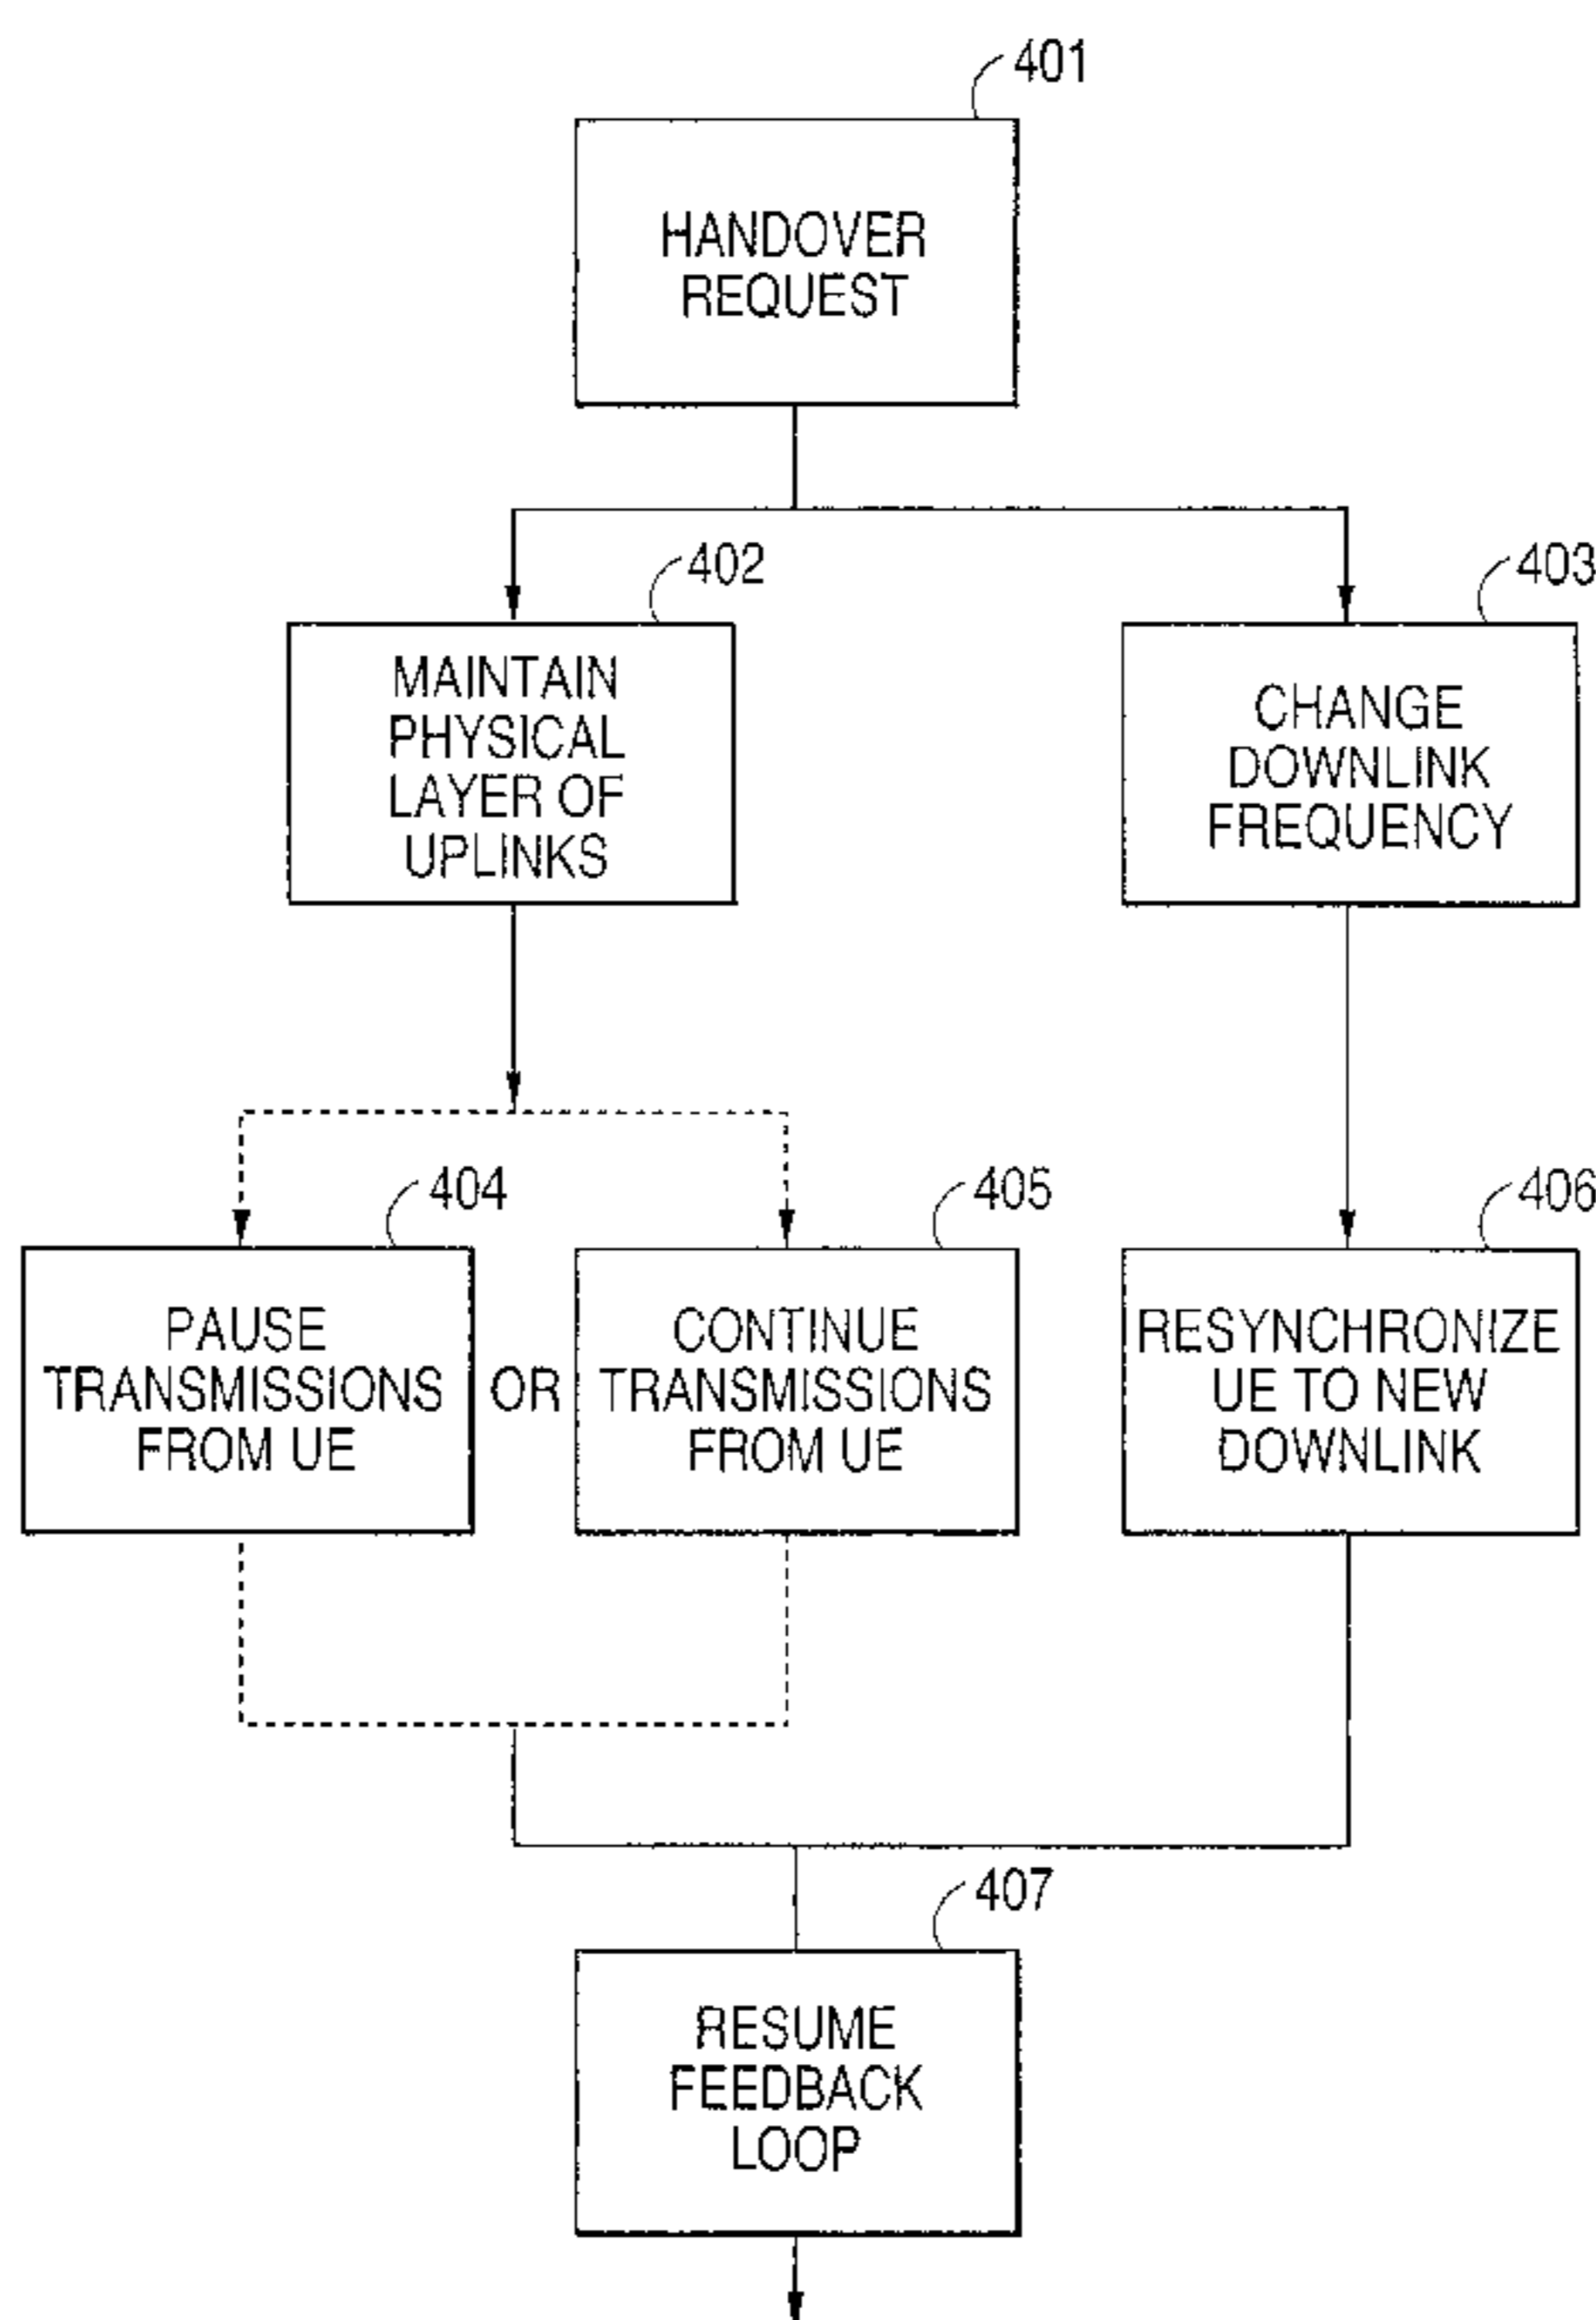 401
HANDOVER
REQUEST
402
403
MAINTAIN
PHYSICAL
LAYER OF
UPLINKS
CHANGE
DOWNLINK
FREQUENCY
404
405
406
PAUSE
TRANSMISSIONS
FROM UE
OR
CONTINUE
TRANSMISSIONS
FROM UE
RESYNCHRONIZE
UE TO NEW
DOWNLINK
407
RESUME
FEEDBACK
LOOP